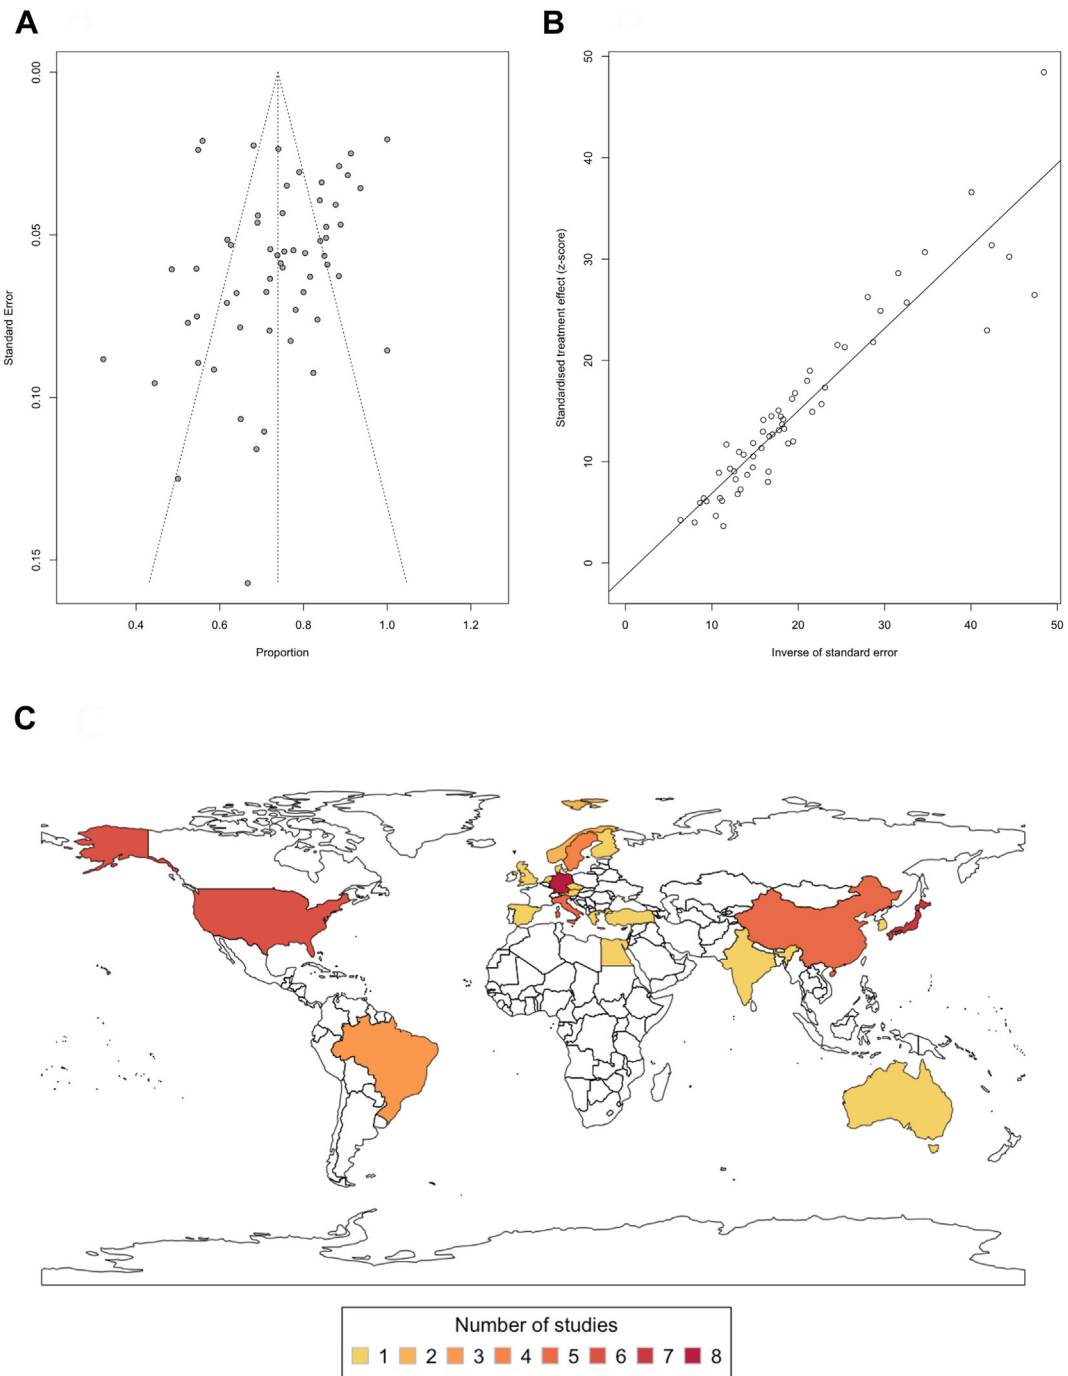 A
B
0.00
0.05
0.10
0.15
Standard Error
0.4
0.6
0.8
1.0
1.2
Proportion
50
40
30
20
10
0
Standardised treatment effect (z-score)
0
10
20
30
40
50
Inverse of standard error
C
Number of studies
1 2 3 4 5 6 7 8